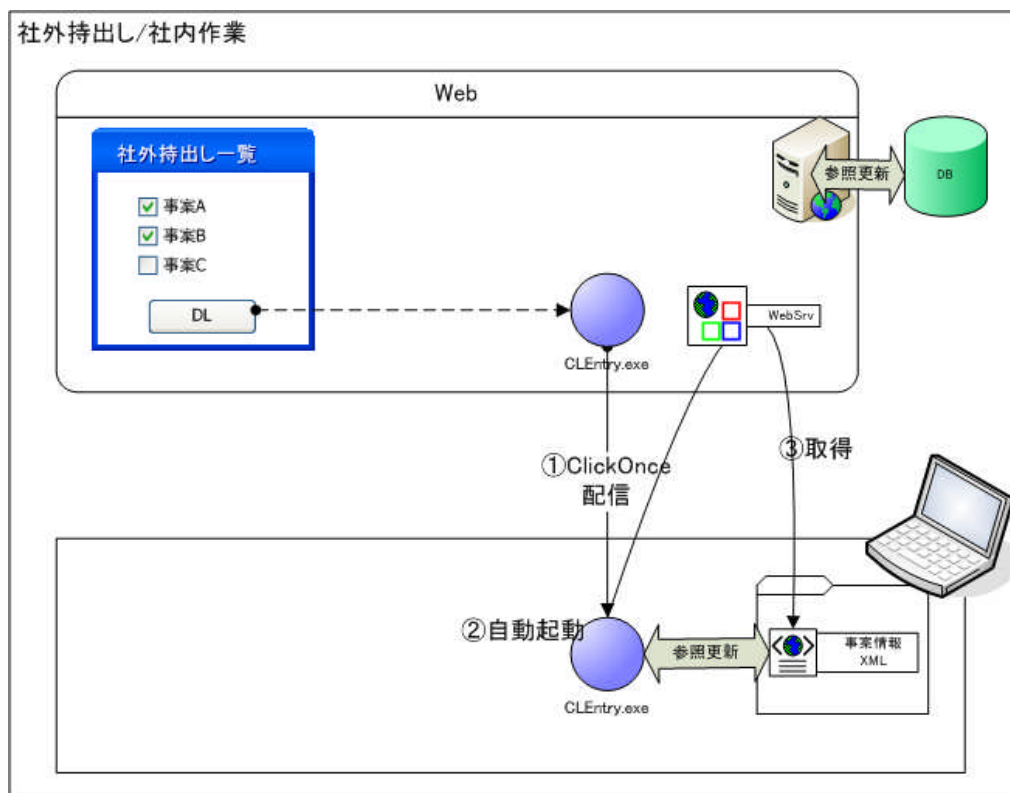 社外持出し/社内作業
Web
社外持出し一覧
事案A
事案B
事案C
DL
参照更新
DB
CLEntry.exe
WebSrv
①ClickOnce
配信
③取得
②自動起動
参照更新
事案情報
XML
CLEntry.exe